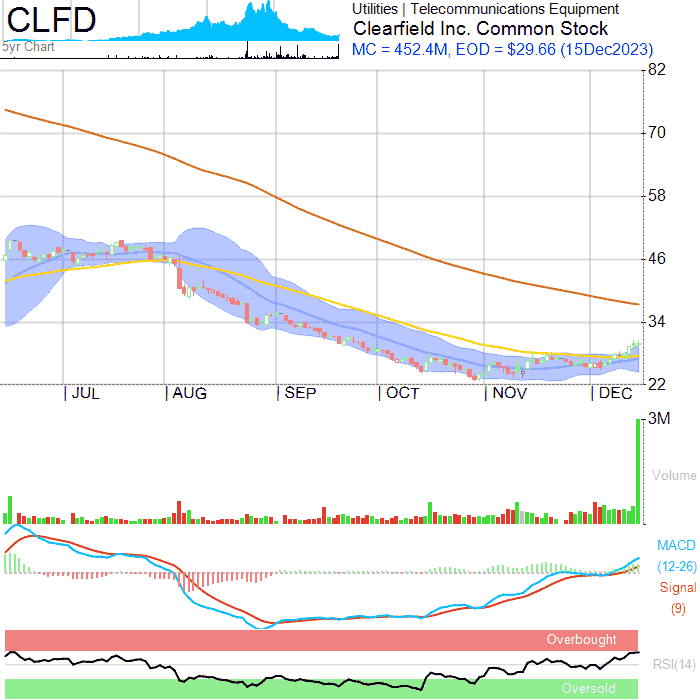 CLFD
5yr Chart
Utilities | Telecommunications Equipment
Clearfield Inc. Common Stock
MC = 452.4M, EOD = $29.66 (15Dec2023)
82
70
58
46
34
22
JUL AUG SEP OCT NOV DEC
3M
Volume
MACD
(12-26)
Signal
(9)
Overbought
RSI(14)
Oversold